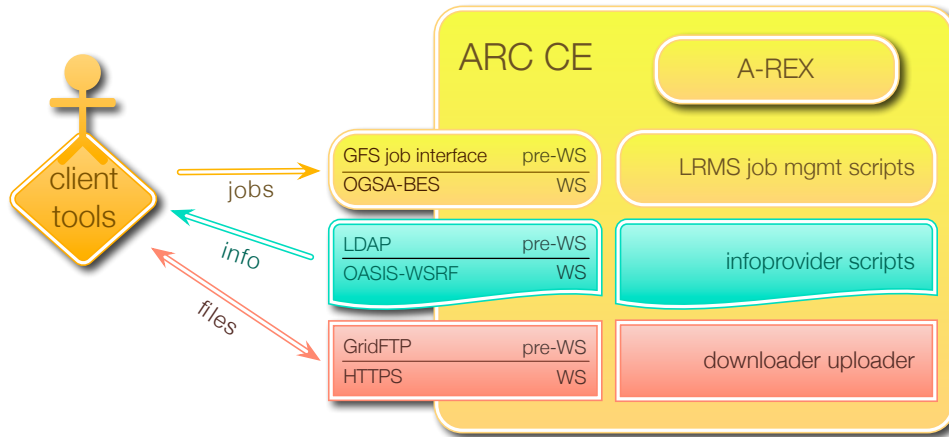 ARC CE
A-REX
client
tools
jobs
info
files
GFS job interface pre-WS
OGSA-BES WS
LRMS job mgmt scripts
LDAP pre-WS
OASIS-WSRF WS
infoprovider scripts
GridFTP pre-WS
HTTPS WS
downloader uploader